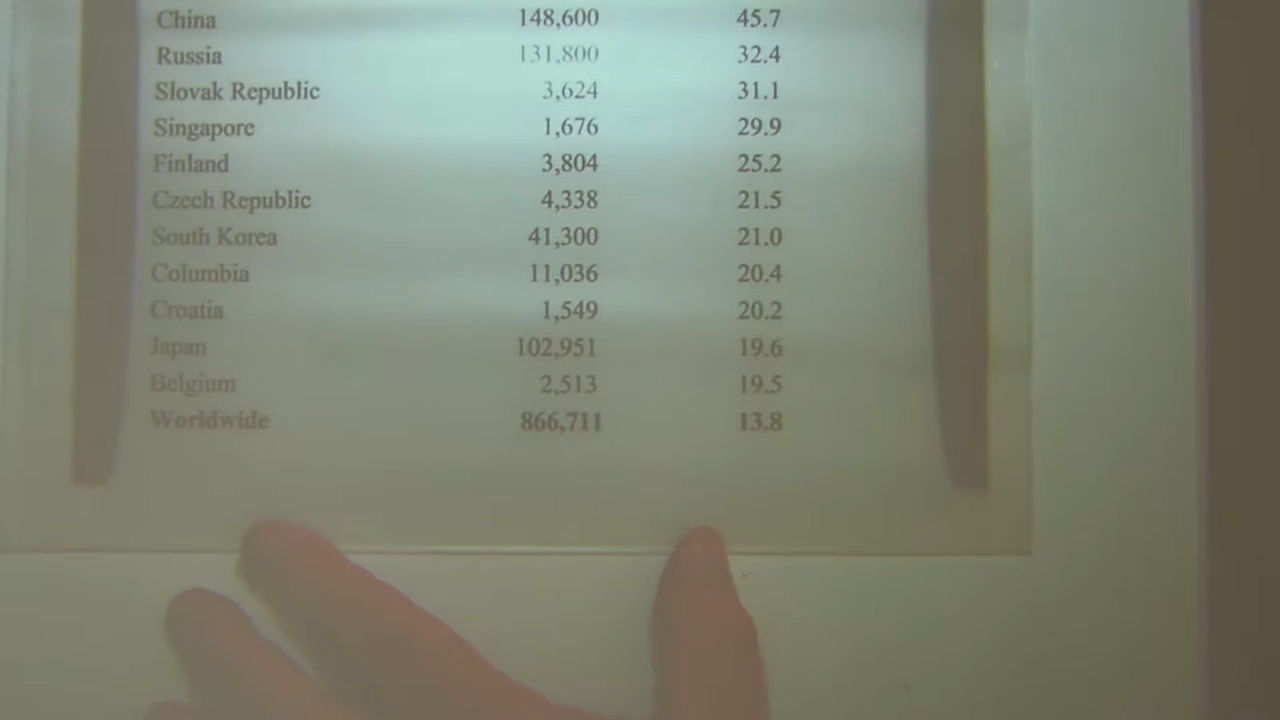 China 148,600 45.7
Russia 131,800 32.4
Slovak Republic 3,624 31.1
Singapore 1,676 29.9
Finland 3,804 25.2
Czech Republic 4,338 21.5
South Korea 41,300 21.0
Columbia 11,036 20.4
Croatia 1,549 20.2
Japan 102,951 19.6
Belgium 2,513 19.5
Worldwide 866,711 13.8